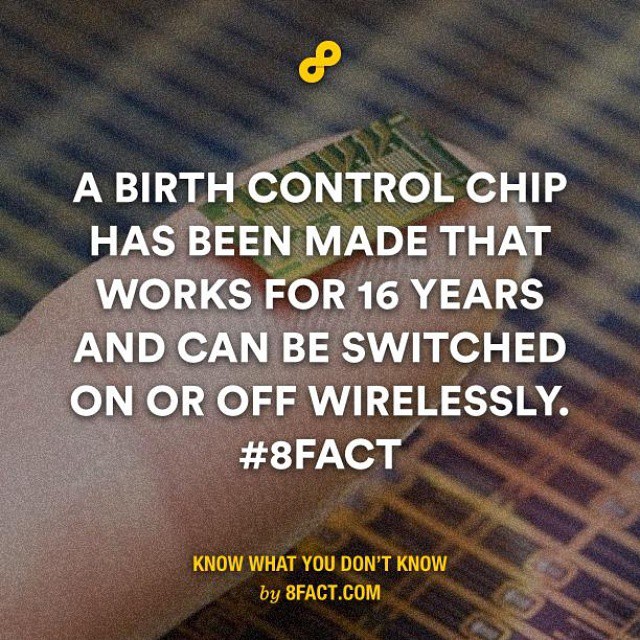 A BIRTH CONTROL CHIP
HAS BEEN MADE THAT
WORKS FOR 16 YEARS
AND CAN BE SWITCHED
ON OR OFF WIRELESSLY.
#8FACT
KNOW WHAT YOU DON'T KNOW
by 8FACT.COM